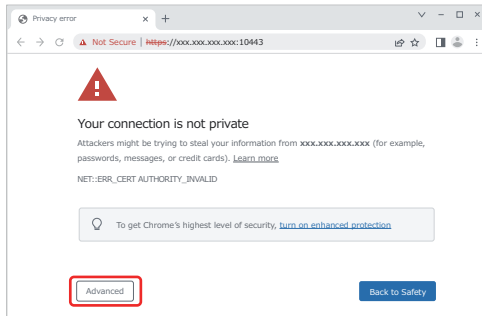 Privacy error
Not Secure | https://xxx.xxx.xxx.xxx:10443
Your connection is not private
Attackers might be trying to steal your information from xxx.xxx.xxx.xxx (for example,
passwords, messages, or credit cards). Learn more
NET::ERR_CERT AUTHORITY_INVALID
To get Chrome's highest level of security, turn on enhanced protection
Advanced
Back to Safety